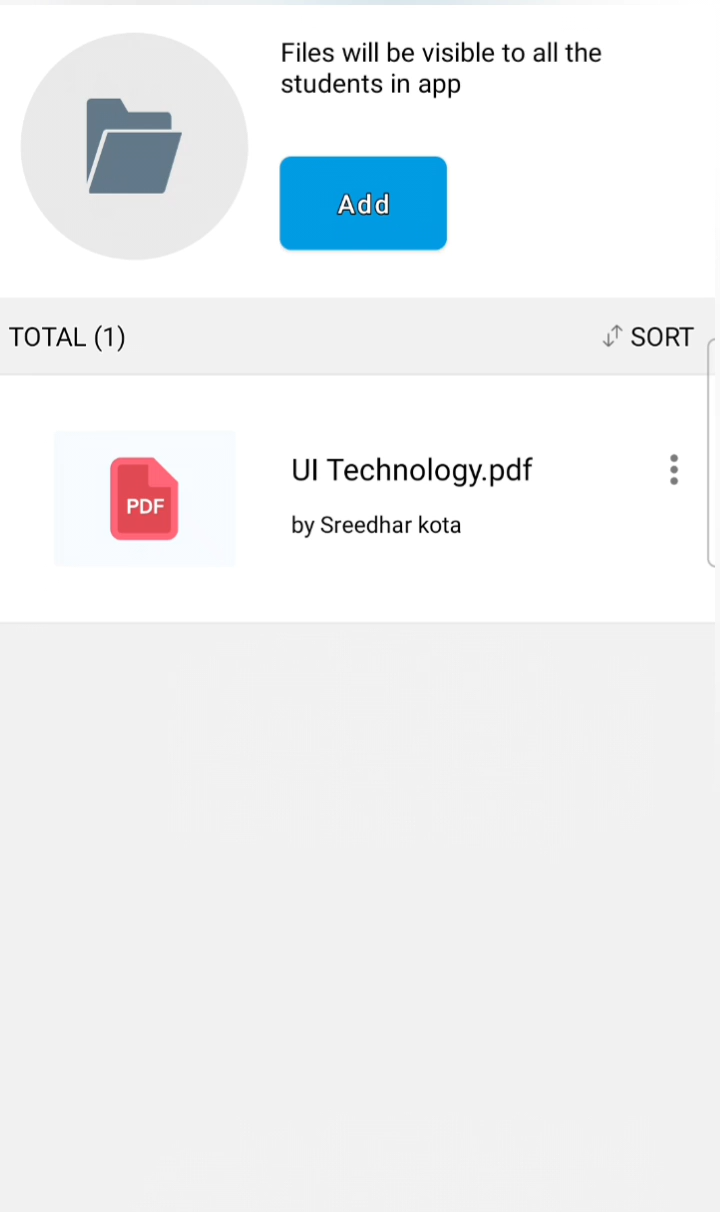 Files will be visible to all the
students in app
Add
TOTAL (1)
SORT
PDF
UI Technology.pdf
by Sreedhar kota